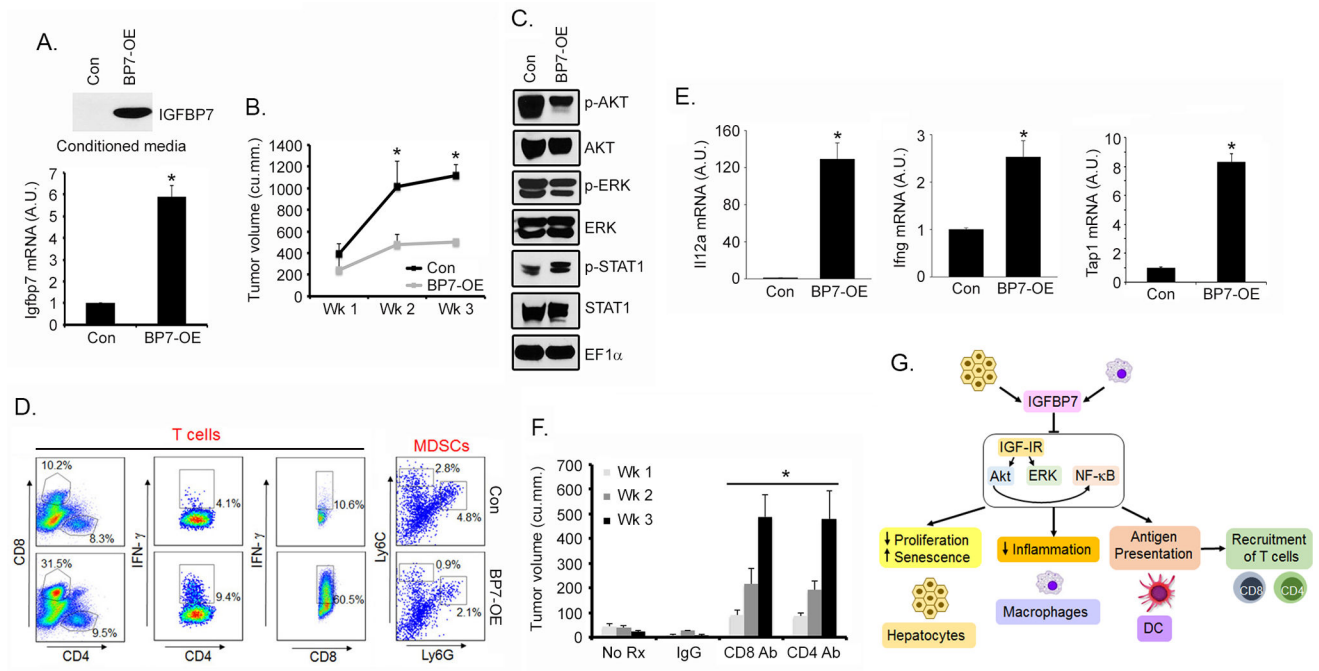 A.
Con
BP7-OE
IGFBP7
Conditioned media
Igfbp7 mRNA (A.U.)
7
6
5
4
3
2
1
0
*
Con
BP7-OE
B.
Tumor volume (cu.mm.)
1400
1200
1000
800
600
400
200
0
*
*
Con
BP7-OE
Wk 1
Wk 2
Wk 3
C.
Con
BP7-OE
p-AKT
AKT
p-ERK
ERK
p-STAT1
STAT1
EF1α
E.
Il12a mRNA (A.U.)
160
120
80
40
0
*
Con
BP7-OE
Ifng mRNA (A.U.)
3
2
1
0
*
Con
BP7-OE
Tap1 mRNA (A.U.)
10
8
6
4
2
0
*
Con
BP7-OE
D.
T cells
MDSCs
10.2%
8.3%
CD8
4.1%
IFN- γ
10.6%
IFN- γ
2.8%
4.8%
Ly6C
Con
31.5%
9.5%
9.4%
60.5%
0.9%
2.1%
BP7-OE
CD4
CD4
CD8
Ly6G
F.
Tumor volume (cu.mm.)
700
600
500
400
300
200
100
0
Wk 1
Wk 2
Wk 3
*
No Rx
IgG
CD8 Ab
CD4 Ab
G.
IGFBP7
IGF-IR
Akt
ERK
NF-κB
↓ Proliferation
↑ Senescence
↓ Inflammation
Antigen
Presentation
Recruitment
of T cells
CD8
CD4
Hepatocytes
Macrophages
DC